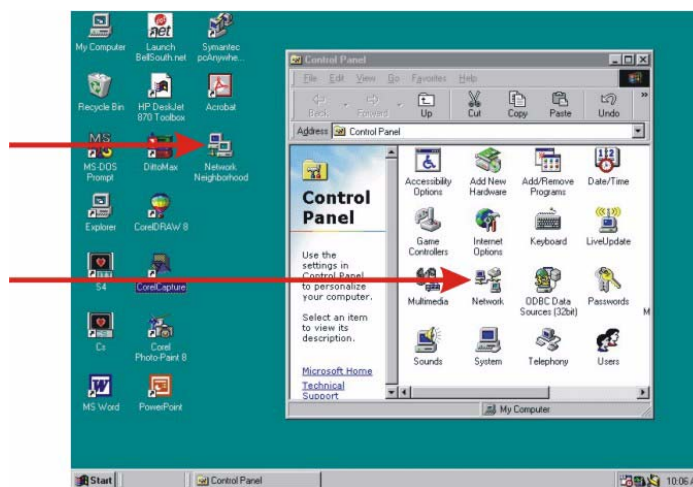 My Computer
Launch
BellSouth.net
Symantec
pcAnywhe...
Recycle Bin
HP DeskJet
870 Toolbox
Acrobat
MS-DOS
Prompt
DittoMax
Network
Neighborhood
Explorer
CorelDRAW 8
S4
CorelCapture
Cs
Corel
Photo-Paint 8
MS Word
PowerPoint
Control Panel
File Edit View Go Favorites Help
Back Forward Up Cut Copy Paste Undo »
Address Control Panel
Control
Panel
Use the
settings in
Control Panel
to personalize
your computer.
Select an item
to view its
description.
Microsoft Home
Technical
Support
Accessibility
Options
Add New
Hardware
Add/Remove
Programs
Date/Time
Game
Controllers
Internet
Options
Keyboard
LiveUpdate
Multimedia
Network
ODBC Data
Sources (32bit)
Passwords
M
Sounds
System
Telephony
Users
My Computer
Start Control Panel 10:06 A